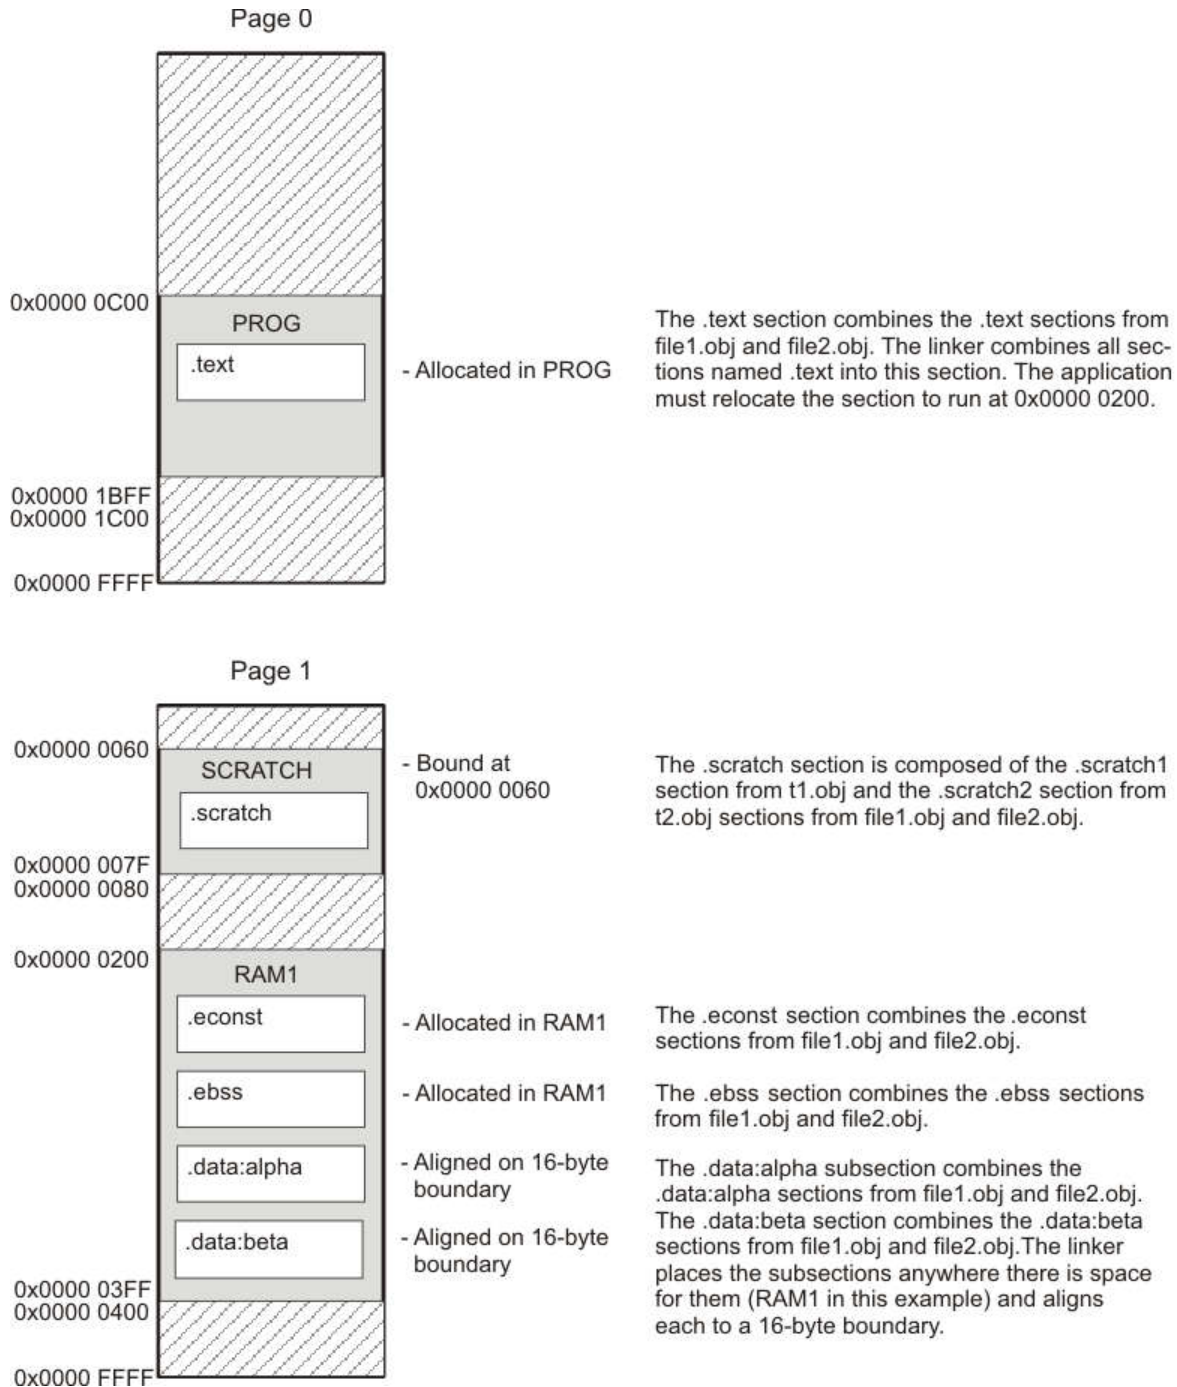 Page 0
0x0000 0C00
PROG
.text
- Allocated in PROG
The .text section combines the .text sections from
file1.obj and file2.obj. The linker combines all sec-
tions named .text into this section. The application
must relocate the section to run at 0x0000 0200.
0x0000 1BFF
0x0000 1C00
0x0000 FFFF
Page 1
0x0000 0060
SCRATCH
.scratch
- Bound at
0x0000 0060
The .scratch section is composed of the .scratch1
section from t1.obj and the .scratch2 section from
t2.obj sections from file1.obj and file2.obj.
0x0000 007F
0x0000 0080
0x0000 0200
RAM1
.econst
- Allocated in RAM1
The .econst section combines the .econst
sections from file1.obj and file2.obj.
.ebss
- Allocated in RAM1
The .ebss section combines the .ebss sections
from file1.obj and file2.obj.
.data:alpha
- Aligned on 16-byte
boundary
The .data:alpha subsection combines the
.data:alpha sections from file1.obj and file2.obj.
.data:beta
- Aligned on 16-byte
boundary
The .data:beta section combines the .data:beta
sections from file1.obj and file2.obj.The linker
places the subsections anywhere there is space
for them (RAM1 in this example) and aligns
each to a 16-byte boundary.
0x0000 03FF
0x0000 0400
0x0000 FFFF